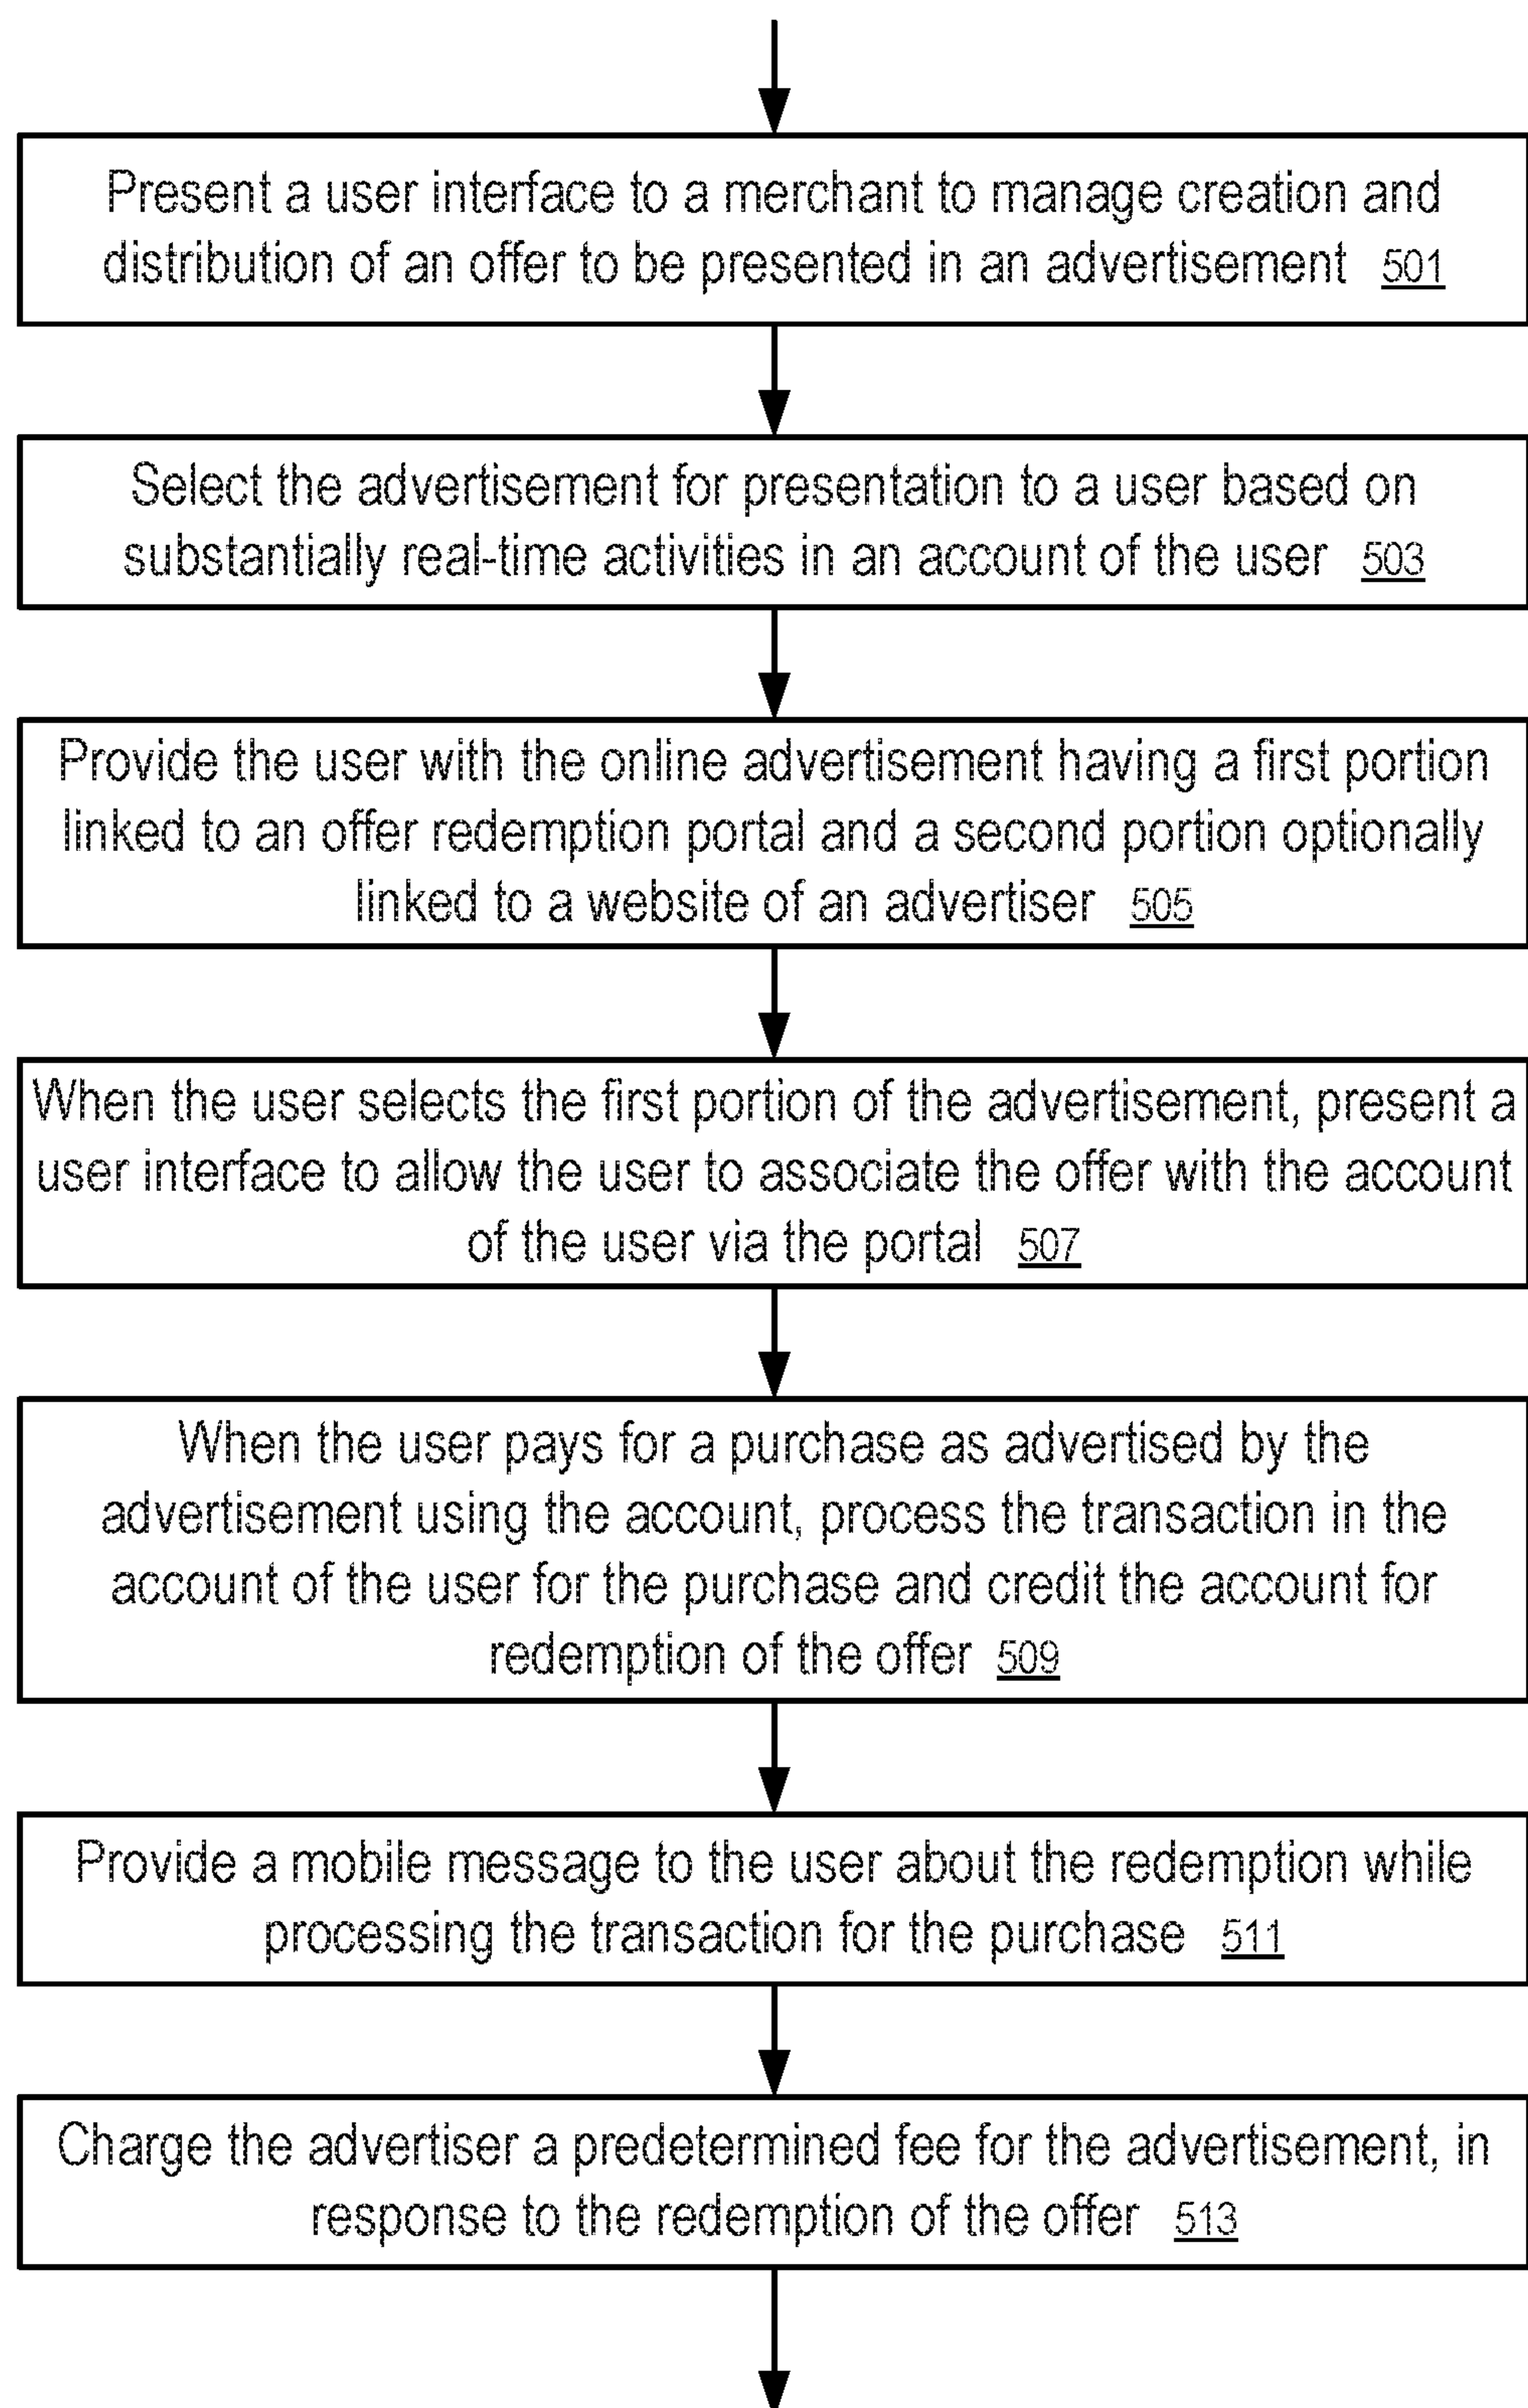 Present a user interface to a merchant to manage creation and
distribution of an offer to be presented in an advertisement 501
Select the advertisement for presentation to a user based on
substantially real-time activities in an account of the user 503
Provide the user with the online advertisement having a first portion
linked to an offer redemption portal and a second portion optionally
linked to a website of an advertiser 505
When the user selects the first portion of the advertisement, present a
user interface to allow the user to associate the offer with the account
of the user via the portal 507
When the user pays for a purchase as advertised by the
advertisement using the account, process the transaction in the
account of the user for the purchase and credit the account for
redemption of the offer 509
Provide a mobile message to the user about the redemption while
processing the transaction for the purchase 511
Charge the advertiser a predetermined fee for the advertisement, in
response to the redemption of the offer 513